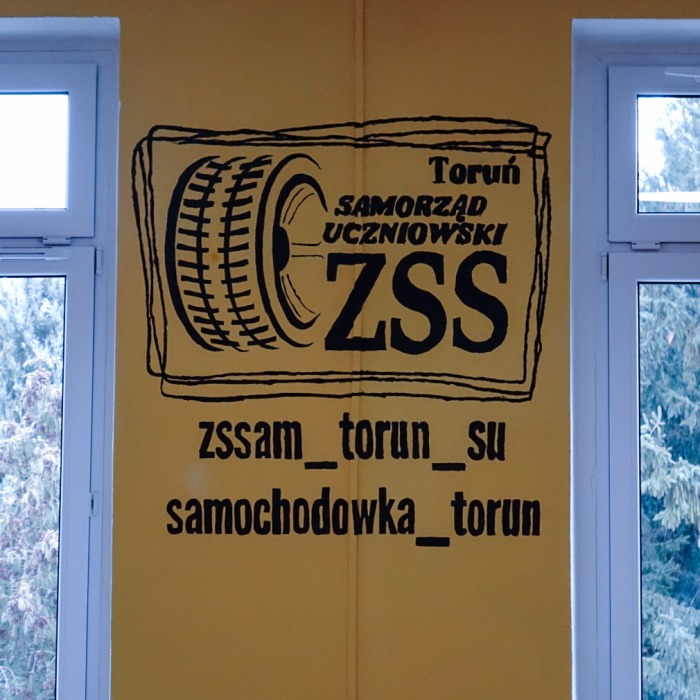 Toruń
SAMORZĄD
UCZNIOWSKI
ZSS
zssam_torun_su
samochodowka_torun